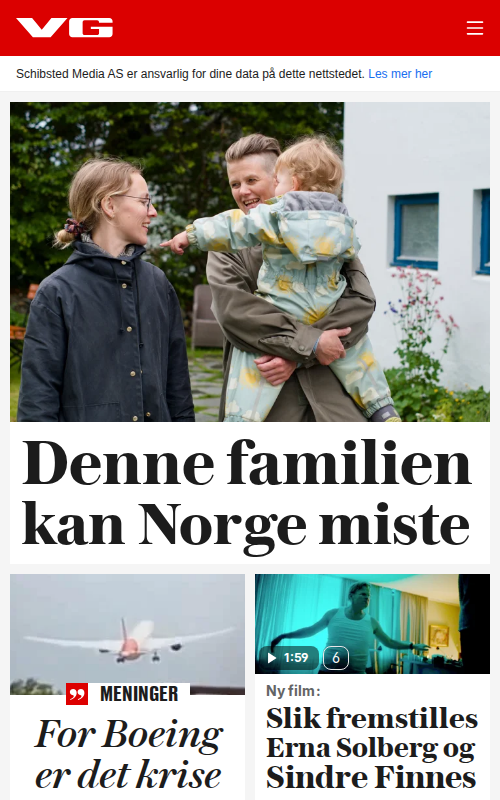 VG
Schibsted Media AS er ansvarlig for dine data på dette nettstedet. Les mer her
Denne familien
kan Norge miste
MENINGER
For Boeing
er det krise
1:59
6
Ny film:
Slik fremstilles
Erna Solberg og
Sindre Finnes